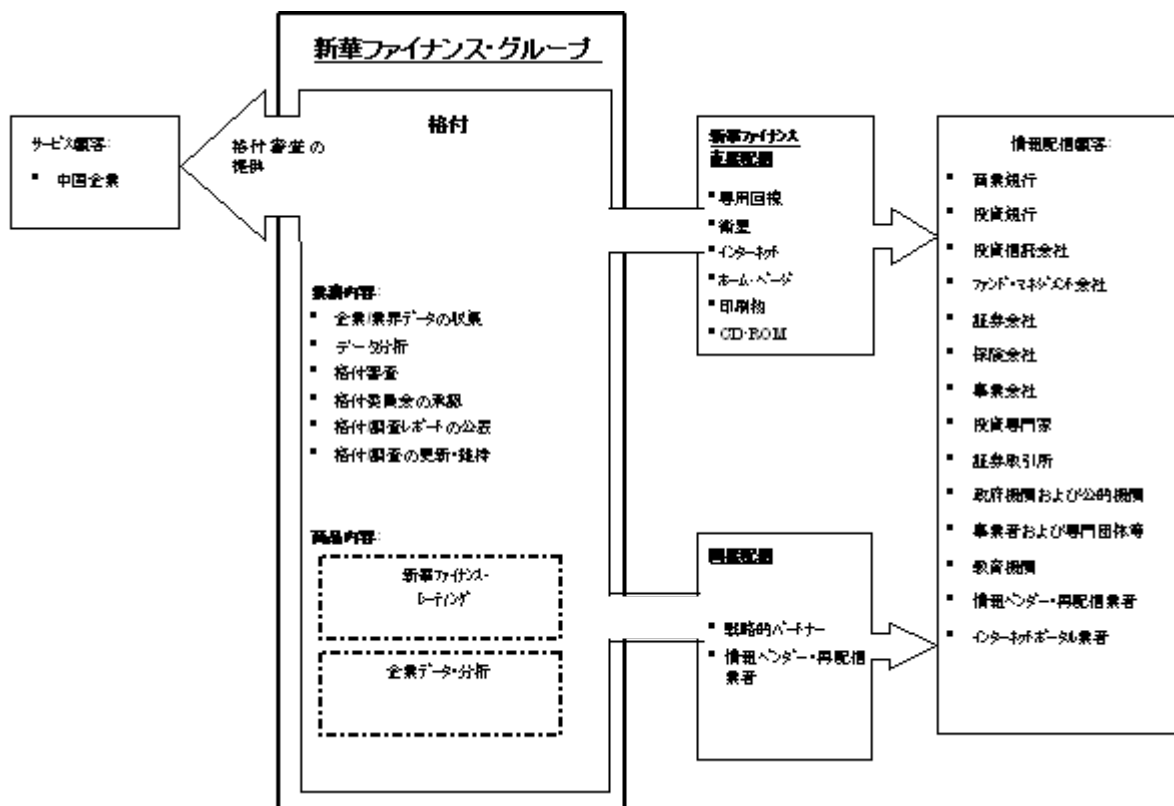 新華ファイナンス・グループ
格付
サービス顧客:
▪ 中国企業
格付審査の
提供
業務内容:
▪ 企業/業界データの収集
▪ データ分析
▪ 格付審査
▪ 格付委員会の承認
▪ 格付/調査レポートの公表
▪ 格付/調査の更新・維持
商品内容:
新華ファイナンス・
レーティング
企業データ・分析
新華ファイナンス
直接配信
▪ 専用回線
▪ 衛星
▪ インターネット
▪ ホーム・ページ
▪ 印刷物
▪ CD-ROM
間接配信
▪ 戦略的パートナー
▪ 情報ベンダー・再配信
業者
情報配信顧客:
▪ 商業銀行
▪ 投資銀行
▪ 投資信託会社
▪ ファンド・マネジメント会社
▪ 証券会社
▪ 保険会社
▪ 事業会社
▪ 投資専門家
▪ 証券取引所
▪ 政府機関および公的機関
▪ 事業者および専門団体等
▪ 教育機関
▪ 情報ベンダー・再配信業者
▪ インターネットポータル業者